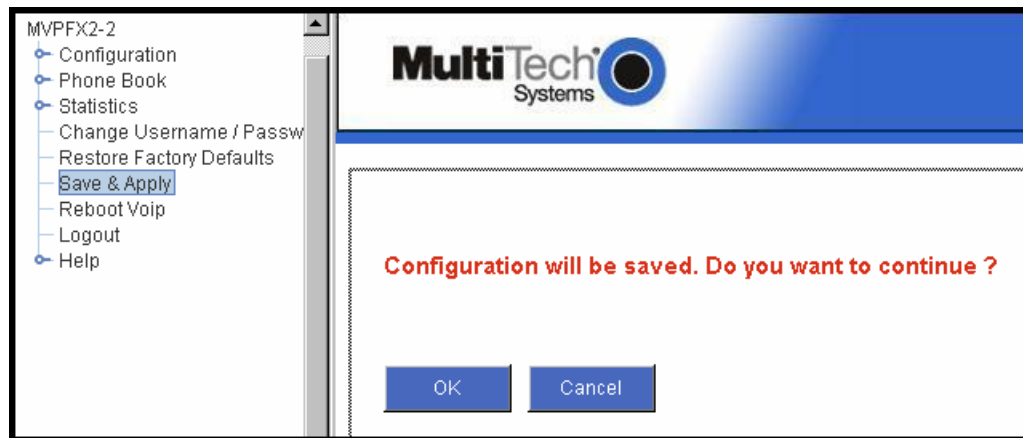 MVPFX2-2
Configuration
Phone Book
Statistics
Change Username / Passw
Restore Factory Defaults
Save & Apply
Reboot Voip
Logout
Help
MultiTech
Systems
Configuration will be saved. Do you want to continue ?
OK
Cancel